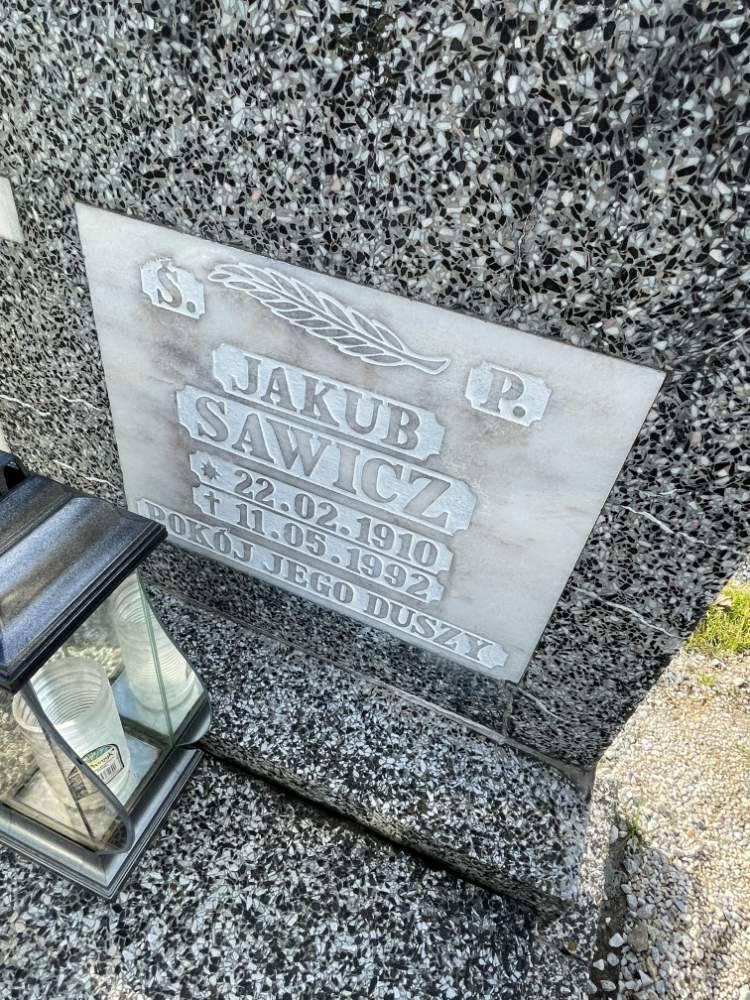 Ś. P.
JAKUB
SAWICZ
* 22.02.1910
† 11.05.1992
POKÓJ JEGO DUSZY